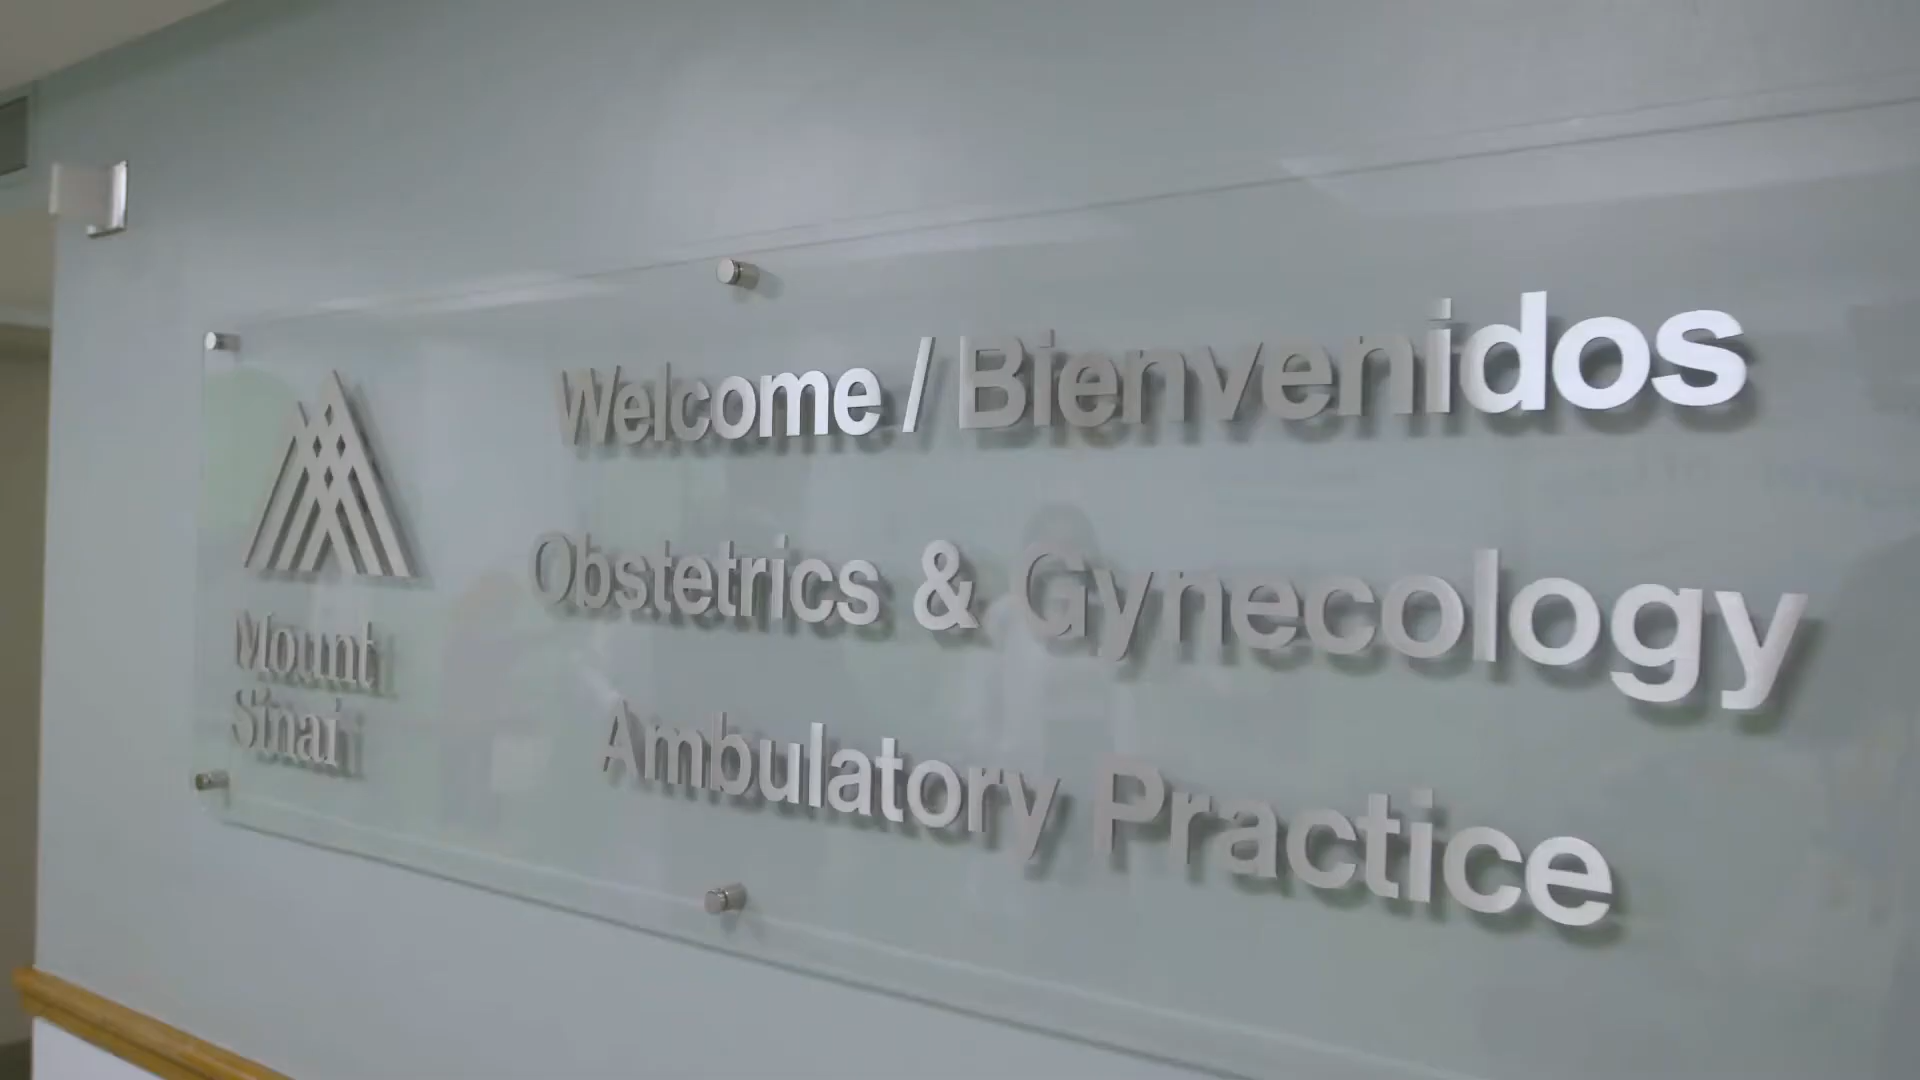 Welcome / Bienvenidos
Obstetrics & Gynecology
Ambulatory Practice
Mount
Sinai